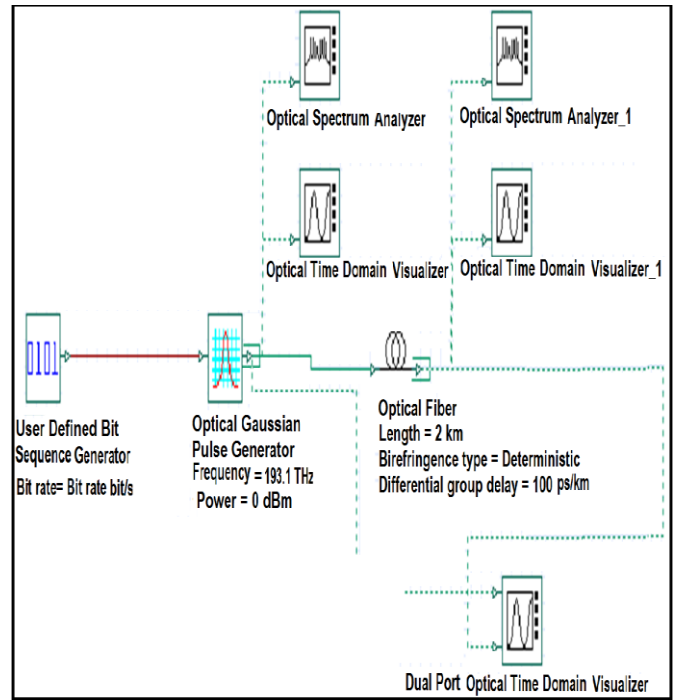 Optical Spectrum Analyzer
Optical Spectrum Analyzer_1
Optical Time Domain Visualizer
Optical Time Domain Visualizer_1
0101
User Defined Bit
Sequence Generator
Bit rate= Bit rate bit/s
Optical Gaussian
Pulse Generator
Frequency = 193.1 THz
Power = 0 dBm
Optical Fiber
Length = 2 km
Birefringence type = Deterministic
Differential group delay = 100 ps/km
Dual Port Optical Time Domain Visualizer